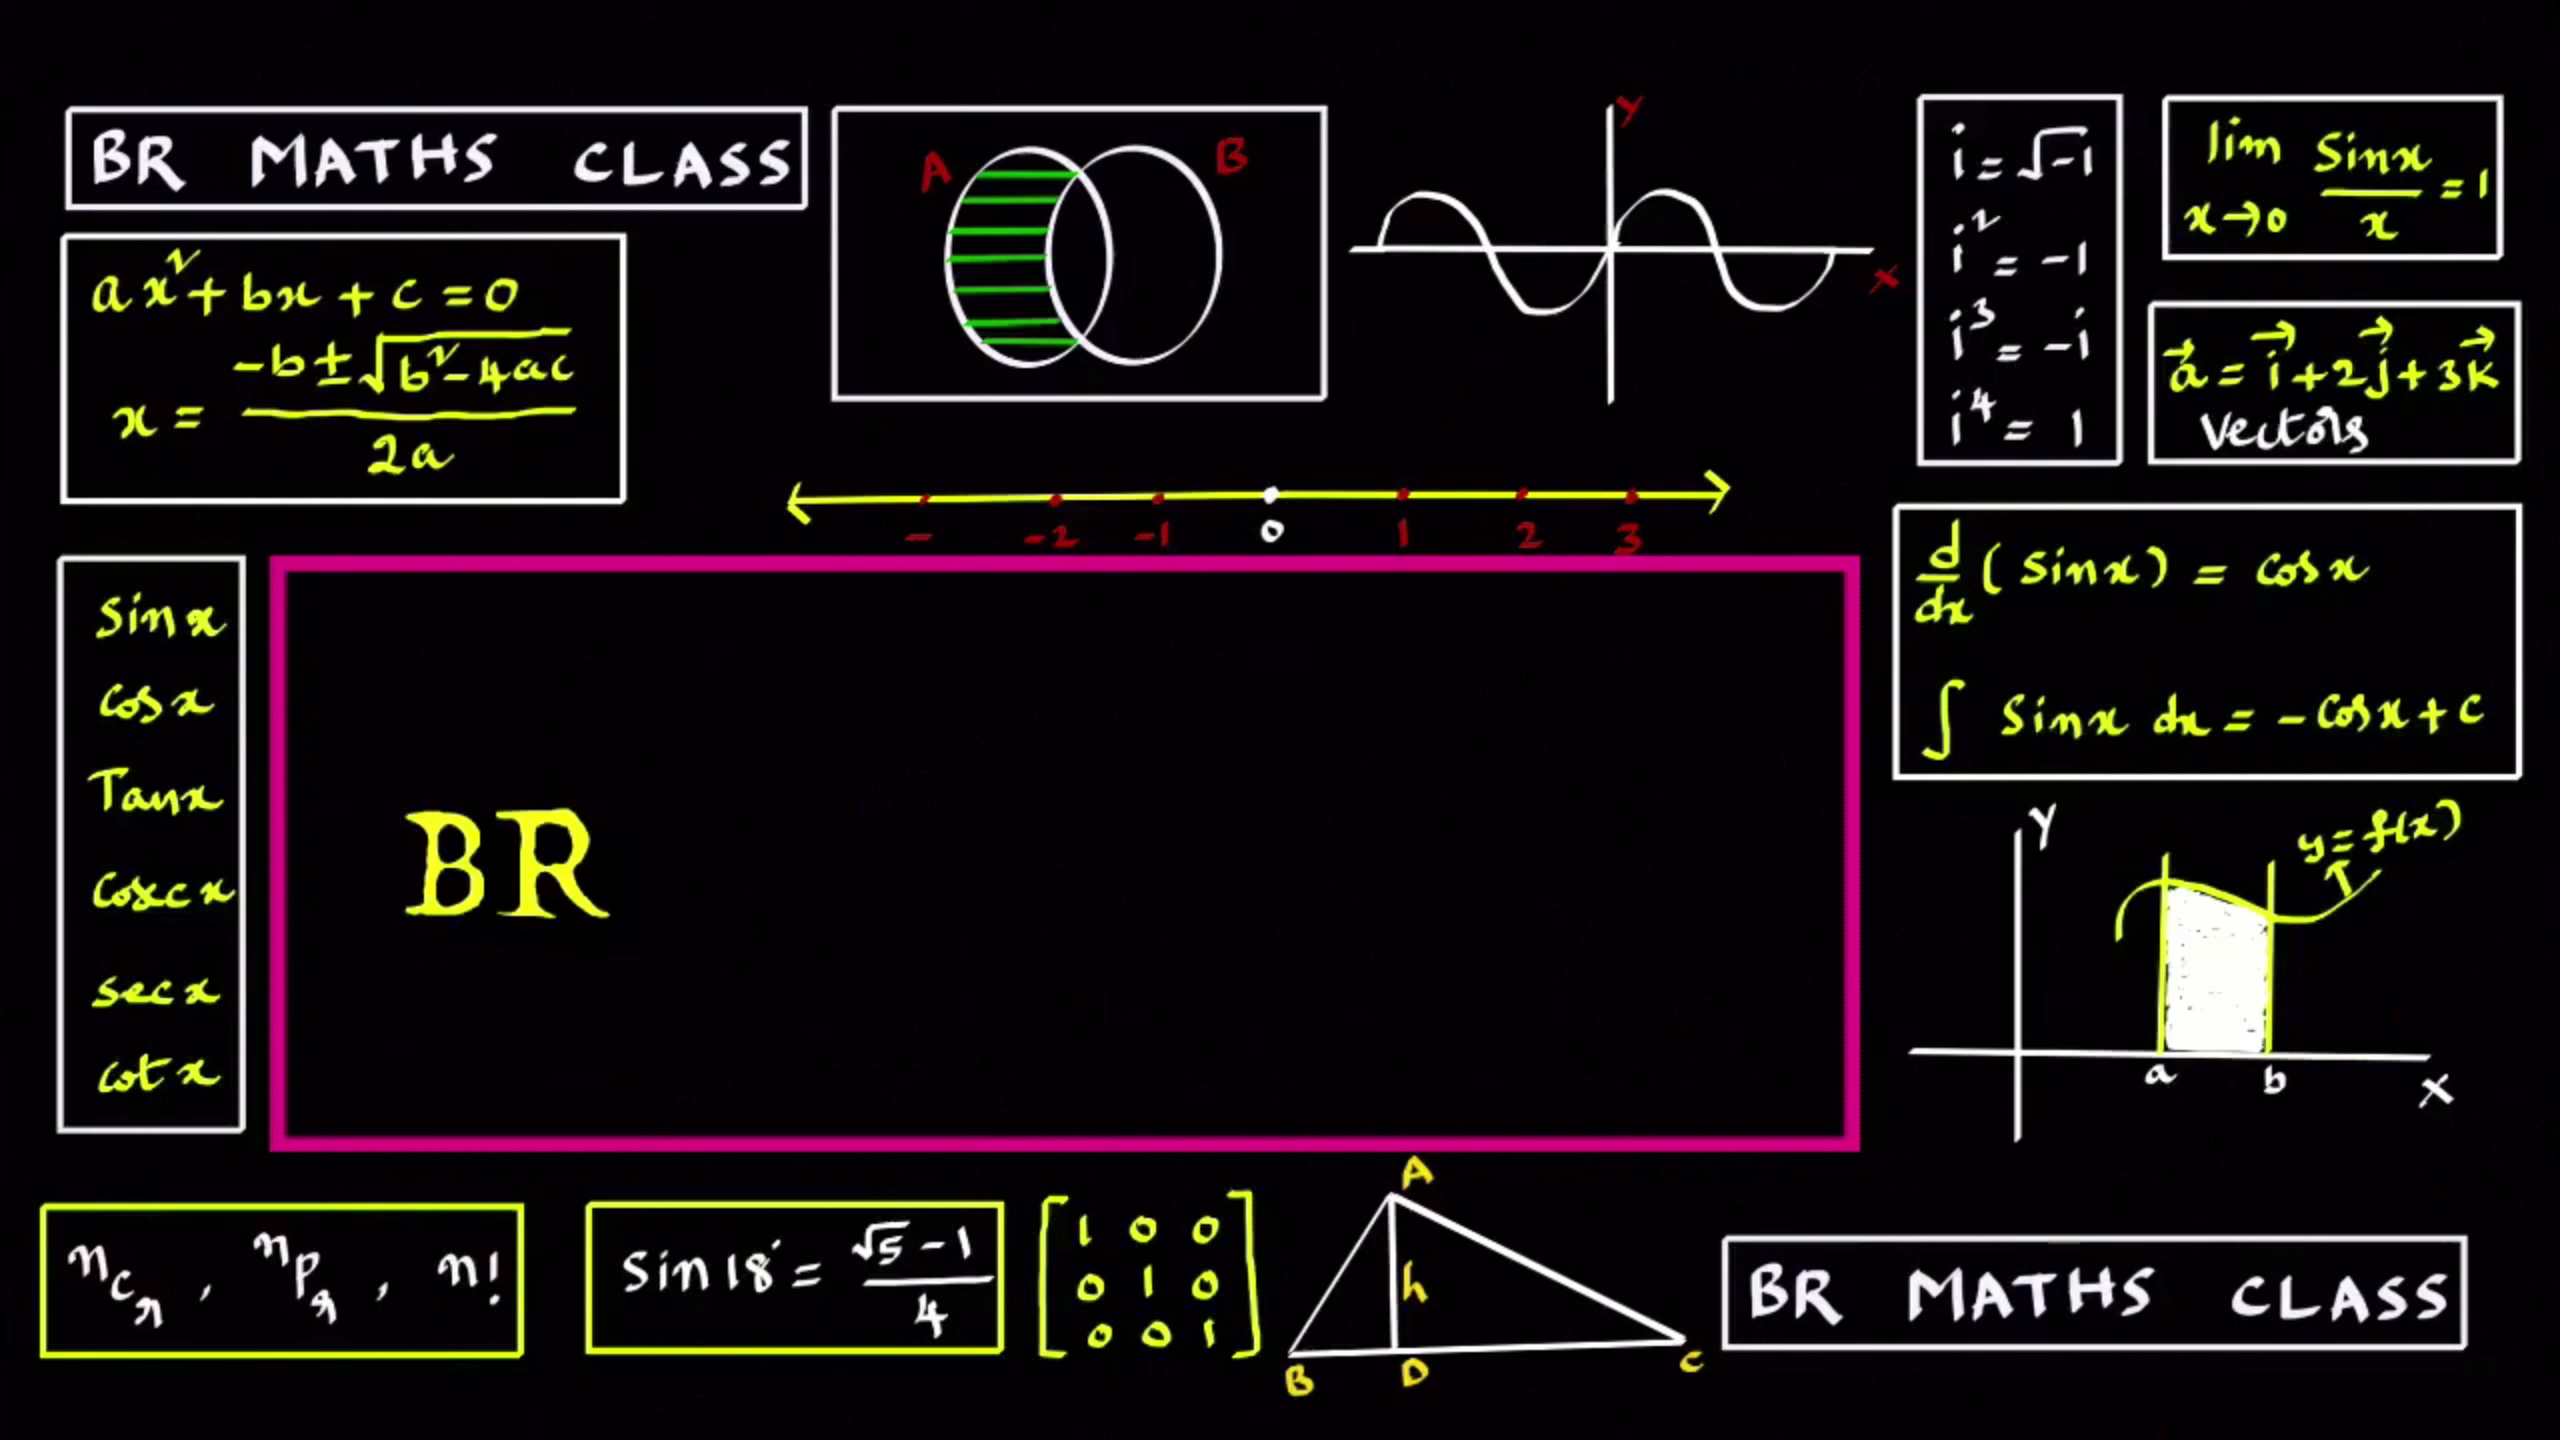 BR MATHS CLASS
ax²+bx+c=0
x = (-b±√(b²-4ac))/2a
A
B
y
x
i=√-1
i²=-1
i³=-i
i⁴=1
lim x→0 Sinx/x =1
a⃗=i⃗+2j⃗+3k⃗
Vectors
- -2 -1 0 1 2 3
Sinx
Cosx
Tanx
Cosecx
secx
cotx
BR
d/dx (Sinx) = Cosx
∫ Sinx dx = -Cosx+c
Y
y=f(x)
a b
X
ⁿCᵣ, ⁿPᵣ, n!
Sin18°= (√5-1)/4
1 0 0
0 1 0
0 0 1
A
h
B D C
BR MATHS CLASS